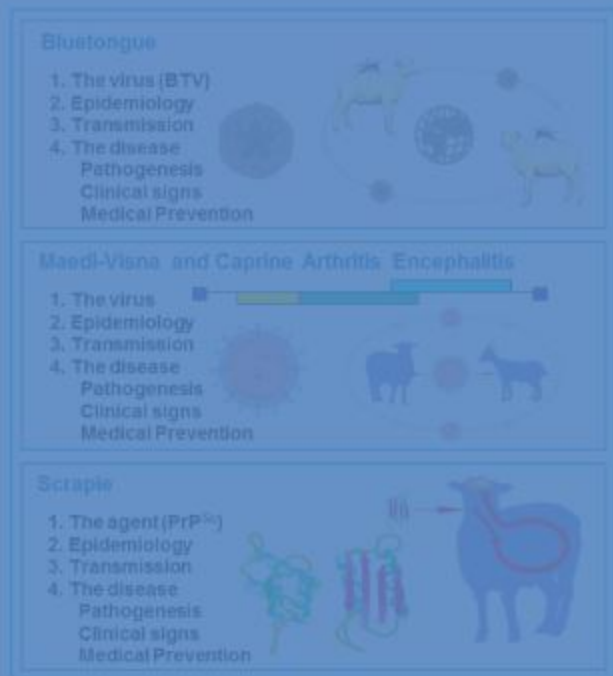 Bluetongue
1. The virus (BTV)
2. Epidemiology
3. Transmission
4. The disease
Pathogenesis
Clinical signs
Medical Prevention
Maedi-Visna and Caprine Arthritis Encephalitis
1. The virus
2. Epidemiology
3. Transmission
4. The disease
Pathogenesis
Clinical signs
Medical Prevention
Scrapie
1. The agent (PrPSc)
2. Epidemiology
3. Transmission
4. The disease
Pathogenesis
Clinical signs
Medical Prevention